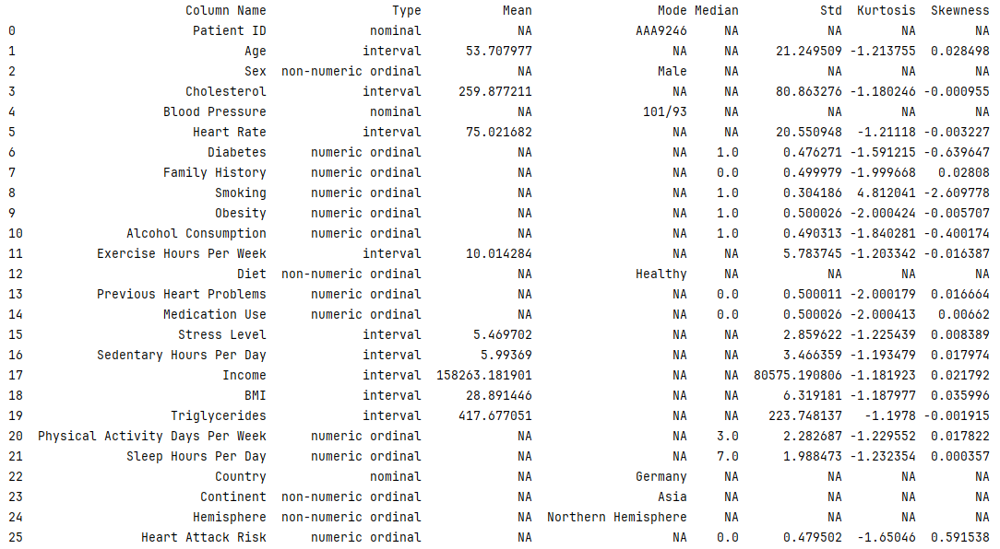 Column Name Type Mean Mode Median Std Kurtosis Skewness
0 Patient ID nominal NA AAA9246 NA NA NA NA
1 Age interval 53.707977 NA NA 21.249509 -1.213755 0.028498
2 Sex non-numeric ordinal NA Male NA NA NA NA
3 Cholesterol interval 259.877211 NA NA 80.863276 -1.180246 -0.000955
4 Blood Pressure nominal NA 101/93 NA NA NA NA
5 Heart Rate interval 75.021682 NA NA 20.550948 -1.21118 -0.003227
6 Diabetes numeric ordinal NA NA 1.0 0.476271 -1.591215 -0.639647
7 Family History numeric ordinal NA NA 0.0 0.499979 -1.999668 0.02808
8 Smoking numeric ordinal NA NA 1.0 0.304186 4.812041 -2.609778
9 Obesity numeric ordinal NA NA 1.0 0.500026 -2.000424 -0.005707
10 Alcohol Consumption numeric ordinal NA NA 1.0 0.490313 -1.840281 -0.400174
11 Exercise Hours Per Week interval 10.014284 NA NA 5.783745 -1.203342 -0.016387
12 Diet non-numeric ordinal NA Healthy NA NA NA NA
13 Previous Heart Problems numeric ordinal NA NA 0.0 0.500011 -2.000179 0.016664
14 Medication Use numeric ordinal NA NA 0.0 0.500026 -2.000413 0.00662
15 Stress Level interval 5.469702 NA NA 2.859622 -1.225439 0.008389
16 Sedentary Hours Per Day interval 5.99369 NA NA 3.466359 -1.193479 0.017974
17 Income interval 158263.181901 NA NA 80575.190806 -1.181923 0.021792
18 BMI interval 28.891446 NA NA 6.319181 -1.187977 0.035996
19 Triglycerides interval 417.677051 NA NA 223.748137 -1.1978 -0.001915
20 Physical Activity Days Per Week numeric ordinal NA NA 3.0 2.282687 -1.229552 0.017822
21 Sleep Hours Per Day numeric ordinal NA NA 7.0 1.988473 -1.232354 0.000357
22 Country nominal NA Germany NA NA NA NA
23 Continent non-numeric ordinal NA Asia NA NA NA NA
24 Hemisphere non-numeric ordinal NA Northern Hemisphere NA NA NA NA
25 Heart Attack Risk numeric ordinal NA NA 0.0 0.479502 -1.65046 0.591538